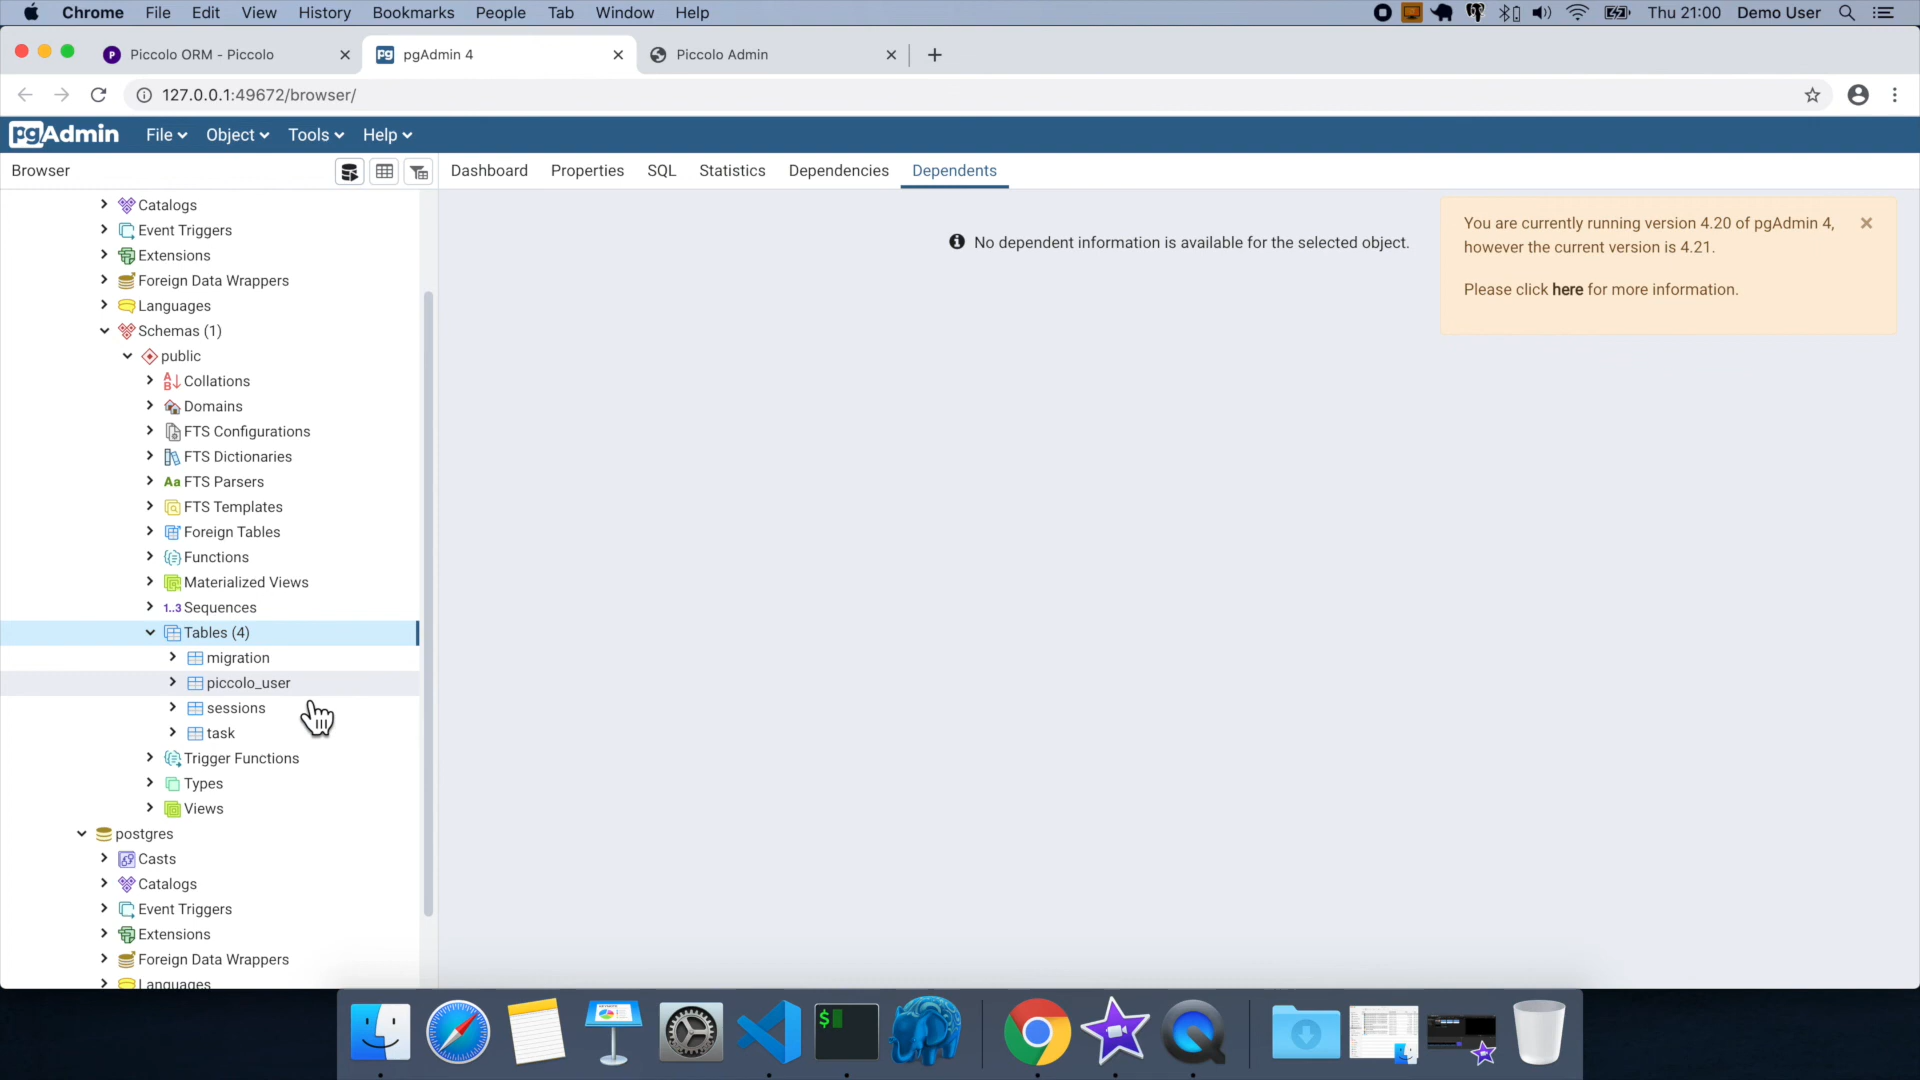 Chrome File Edit View History Bookmarks People Tab Window Help
Thu 21:00 Demo User
Piccolo ORM - Piccolo
pgAdmin 4
Piccolo Admin
127.0.0.1:49672/browser/
pgAdmin File Object Tools Help
Browser
Dashboard Properties SQL Statistics Dependencies Dependents
Catalogs
Event Triggers
Extensions
Foreign Data Wrappers
Languages
Schemas (1)
public
Collations
Domains
FTS Configurations
FTS Dictionaries
Aa FTS Parsers
FTS Templates
Foreign Tables
Functions
Materialized Views
1..3 Sequences
Tables (4)
migration
piccolo_user
sessions
task
Trigger Functions
Types
Views
postgres
Casts
Catalogs
Event Triggers
Extensions
Foreign Data Wrappers
Languages
No dependent information is available for the selected object.
You are currently running version 4.20 of pgAdmin 4,
however the current version is 4.21.
Please click here for more information.